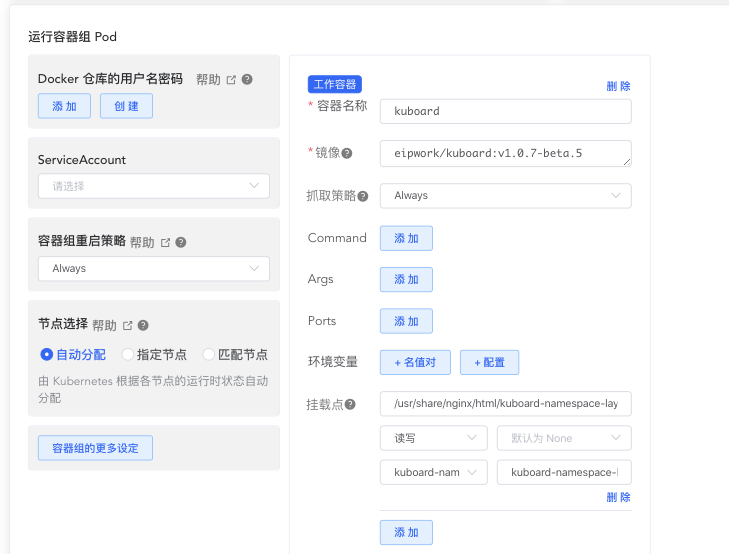 运行容器组 Pod
Docker 仓库的用户名密码 帮助
添 加 创 建
ServiceAccount
请选择
容器组重启策略 帮助
Always
节点选择 帮助
自动分配 指定节点 匹配节点
由 Kubernetes 根据各节点的运行时状态自动
分配
容器组的更多设定
工作容器
删 除
* 容器名称 kuboard
* 镜像 eipwork/kuboard:v1.0.7-beta.5
抓取策略 Always
Command 添 加
Args 添 加
Ports 添 加
环境变量 + 名值对 + 配置
挂载点 /usr/share/nginx/html/kuboard-namespace-lay
读写 默认为 None
kuboard-nam kuboard-namespace-l
删 除
添 加